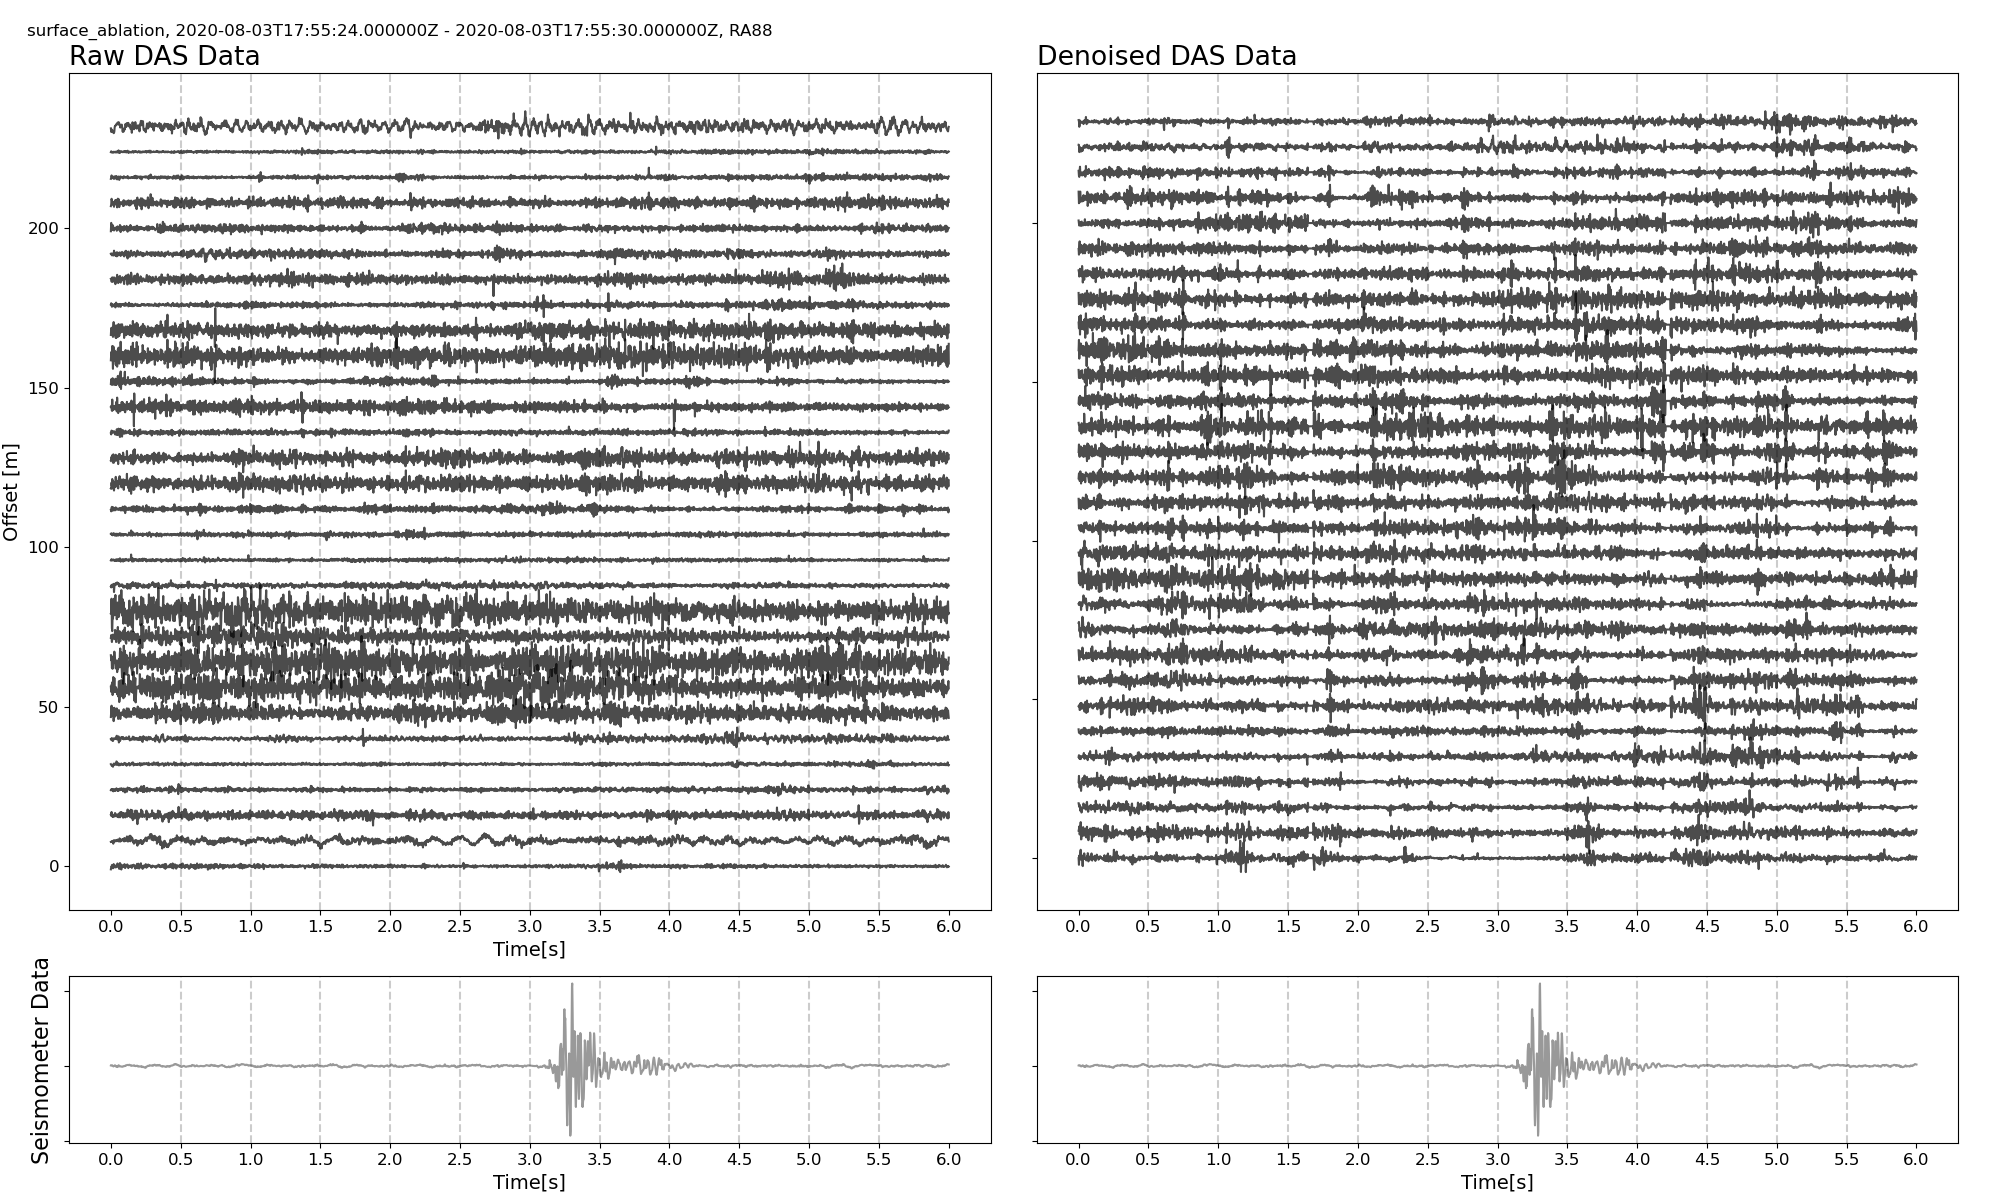 surface_ablation, 2020-08-03T17:55:24.000000Z - 2020-08-03T17:55:30.000000Z, RA88
Raw DAS Data
Denoised DAS Data
200
150
100
50
0
Offset [m]
0.0 0.5 1.0 1.5 2.0 2.5 3.0 3.5 4.0 4.5 5.0 5.5 6.0
Time[s]
0.0 0.5 1.0 1.5 2.0 2.5 3.0 3.5 4.0 4.5 5.0 5.5 6.0
Seismometer Data
0.0 0.5 1.0 1.5 2.0 2.5 3.0 3.5 4.0 4.5 5.0 5.5 6.0
Time[s]
0.0 0.5 1.0 1.5 2.0 2.5 3.0 3.5 4.0 4.5 5.0 5.5 6.0
Time[s]